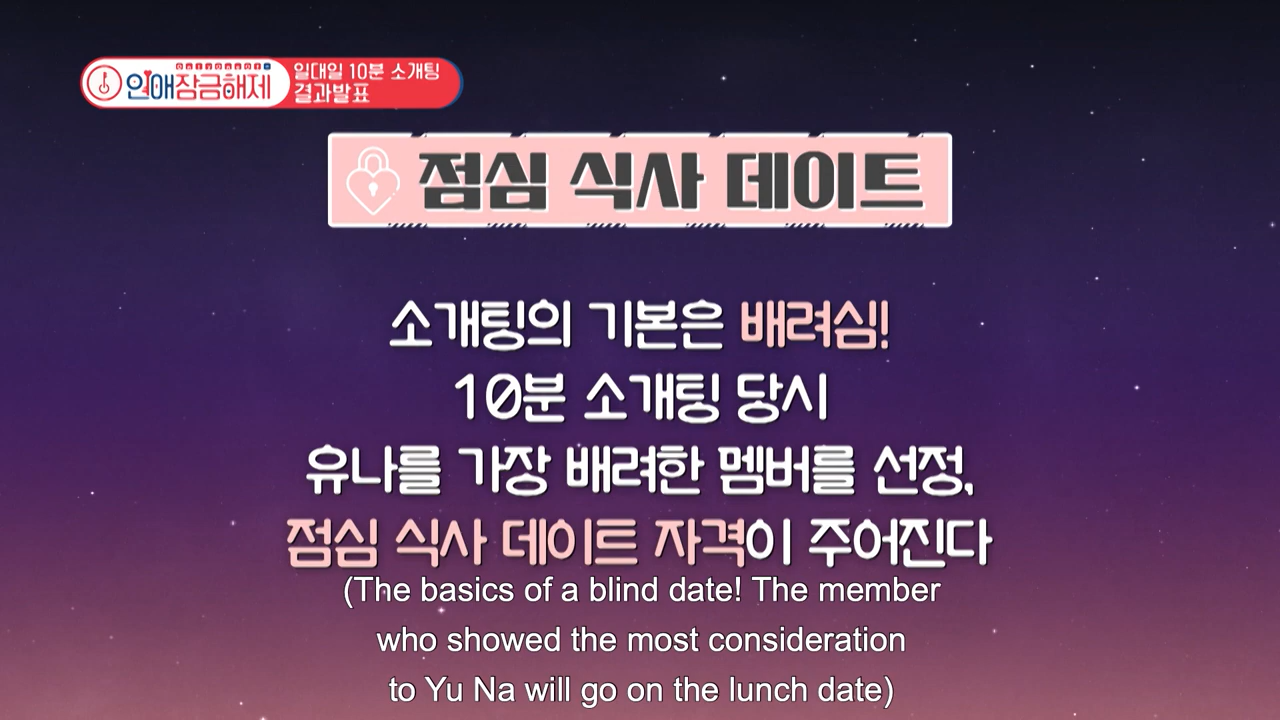 연애잠금해제
일대일 10분 소개팅
결과발표
점심 식사 데이트
소개팅의 기본은 배려심!
10분 소개팅 당시
유나를 가장 배려한 멤버를 선정,
점심 식사 데이트 자격이 주어진다
(The basics of a blind date! The member
who showed the most consideration
to Yu Na will go on the lunch date)